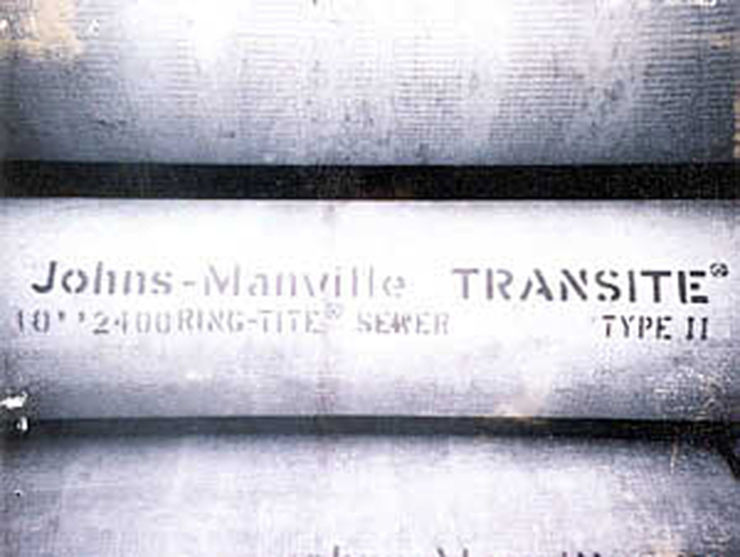 Johns-Manville TRANSITE®
10'' 2400 RING-TITE® SEWER TYPE II